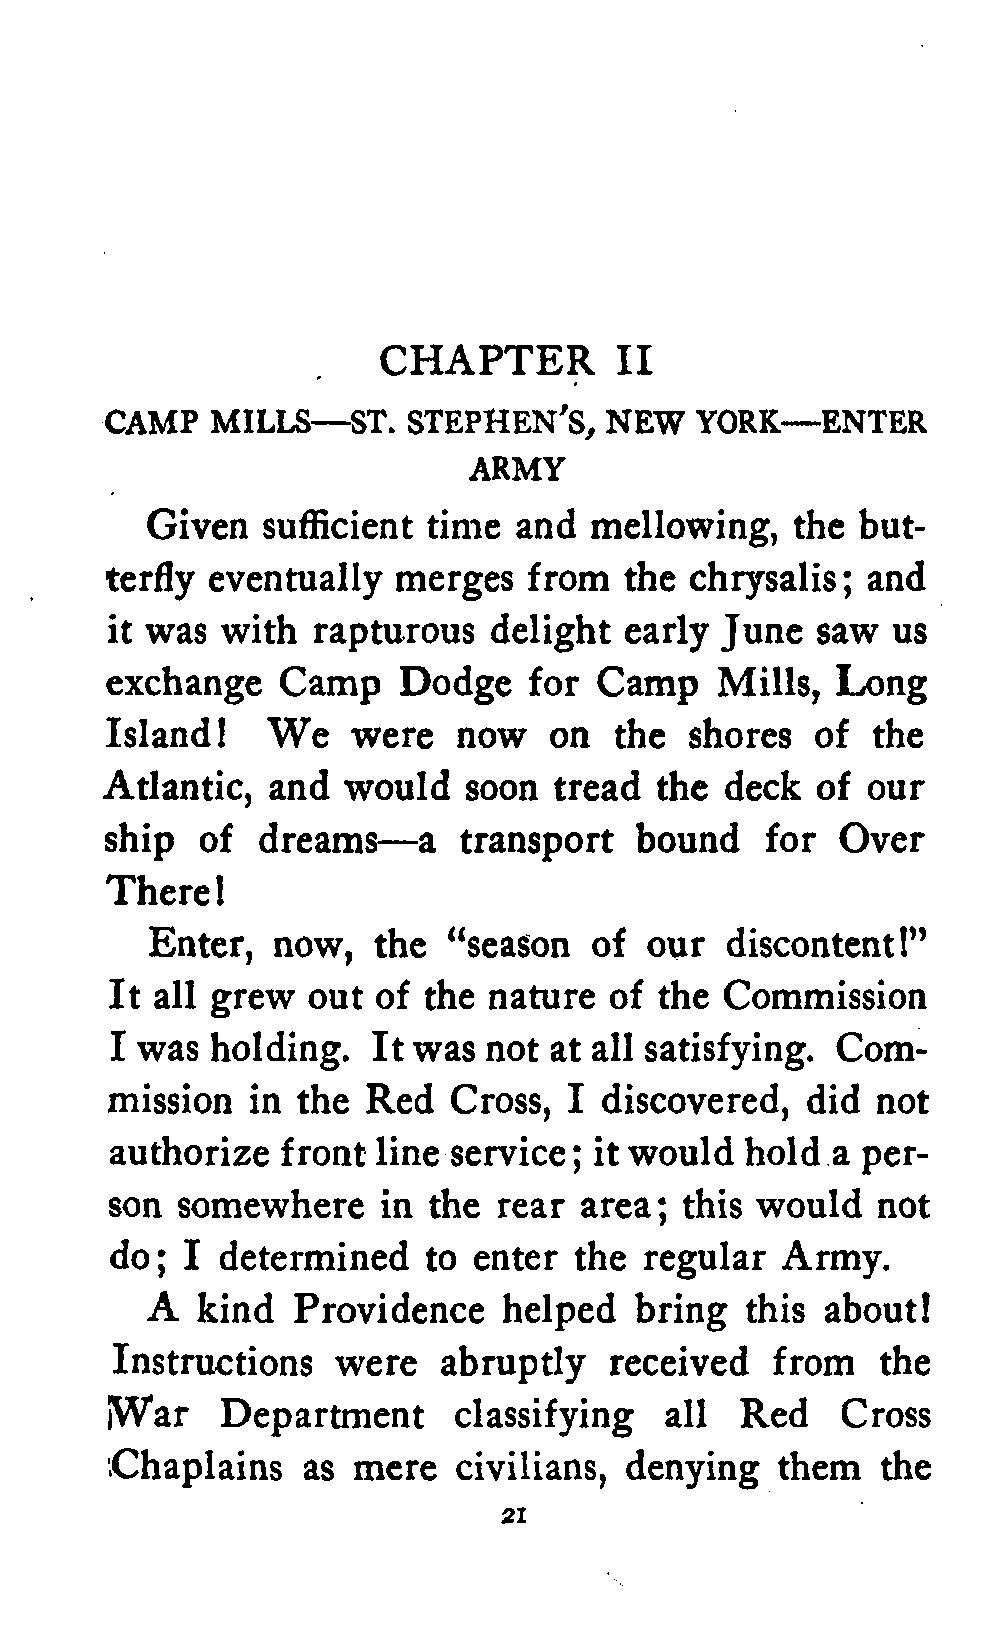 CHAPTER II
CAMP MILLS—ST. STEPHEN'S, NEW YORK—ENTER
ARMY
Given sufficient time and mellowing, the but-
terfly eventually merges from the chrysalis; and
it was with rapturous delight early June saw us
exchange Camp Dodge for Camp Mills, Long
Island! We were now on the shores of the
Atlantic, and would soon tread the deck of our
ship of dreams—a transport bound for Over
There!
Enter, now, the "season of our discontent!"
It all grew out of the nature of the Commission
I was holding. It was not at all satisfying. Com-
mission in the Red Cross, I discovered, did not
authorize front line service; it would hold a per-
son somewhere in the rear area; this would not
do; I determined to enter the regular Army.
A kind Providence helped bring this about!
Instructions were abruptly received from the
War Department classifying all Red Cross
Chaplains as mere civilians, denying them the
21